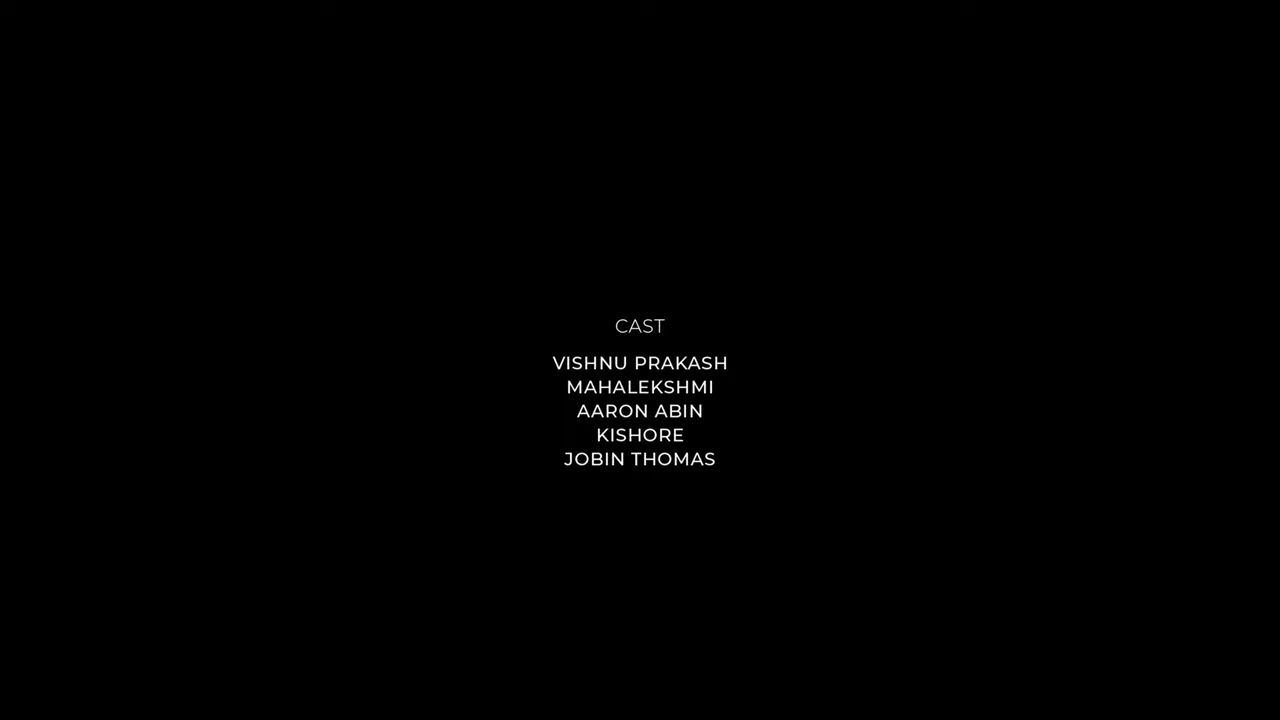 CAST
VISHNU PRAKASH
MAHALEKSHMI
AARON ABIN
KISHORE
JOBIN THOMAS